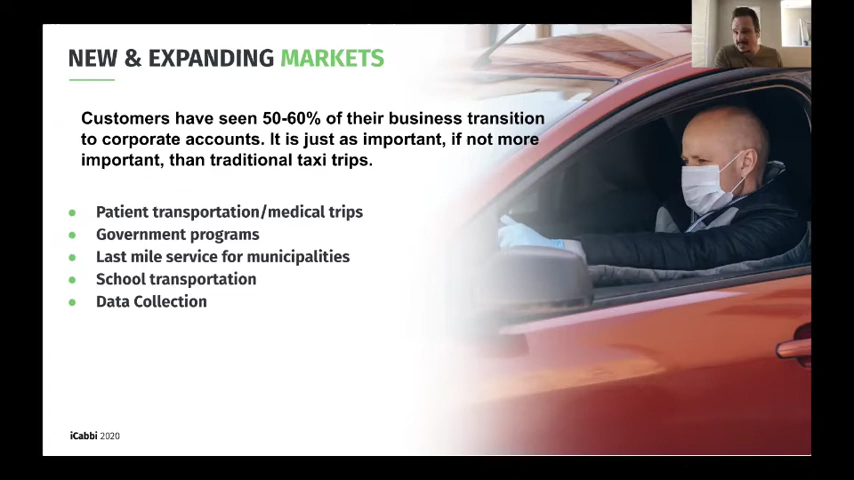 NEW & EXPANDING MARKETS
Customers have seen 50-60% of their business transition
to corporate accounts. It is just as important, if not more
important, than traditional taxi trips.
Patient transportation/medical trips
Government programs
Last mile service for municipalities
School transportation
Data Collection
iCabbi 2020